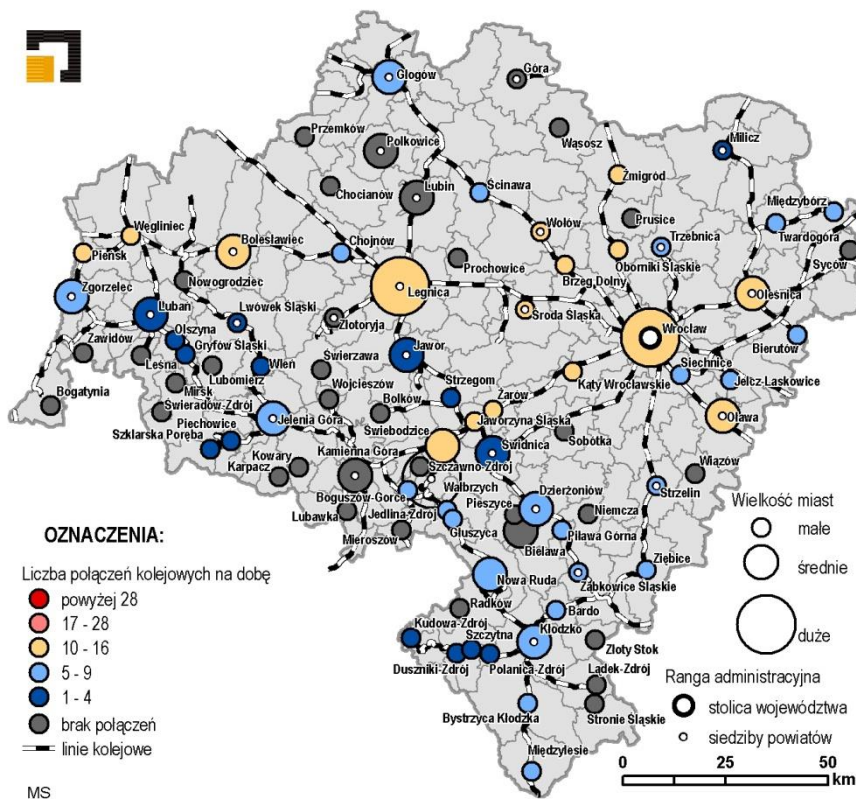 Głogów
Góra
Przemków
Polkowice
Wąsosz
Milicz
Chocianów
Lubin
Ścinawa
Żmigród
Międzybórz
Twardogóra
Syców
Prusice
Trzebnica
Węgliniec
Pieńsk
Bolesławiec
Chojnów
Wołów
Oborniki Śląskie
Prochowice
Brzeg Dolny
Zgorzelec
Nowogrodziec
Legnica
Oleśnica
Lubań
Lwówek Śląski
Złotoryja
Środa Śląska
Wrocław
Bierutów
Olszyna
Zawidów
Gryfów Śląski
Leśna
Wleń
Świerzawa
Jawor
Siechnice
Lubomierz
Mirsk
Wojcieszów
Strzegom
Żarów
Kąty Wrocławskie
Jelcz-Laskowice
Bogatynia
Świeradów-Zdrój
Bolków
Jaworzyna Śląska
Oława
Piechowice
Jelenia Góra
Świebodzice
Szklarska Poręba
Kamienna Góra
Świdnica
Sobótka
Kowary
Karpacz
Szczawno-Zdrój
Wiązów
Wałbrzych
Boguszów-Gorce
Dzierżoniów
Strzelin
Pieszyce
Niemcza
Lubawka
Jedlina-Zdrój
Mieroszów
Głuszyca
Piława Górna
Bielawa
Ziębice
Nowa Ruda
Ząbkowice Śląskie
Radków
Bardo
Kudowa-Zdrój
Szczytna
Kłodzko
Złoty Stok
Duszniki-Zdrój
Polanica-Zdrój
Lądek-Zdrój
Bystrzyca Kłodzka
Stronie Śląskie
Międzylesie
OZNACZENIA:
Liczba połączeń kolejowych na dobę
powyżej 28
17 - 28
10 - 16
5 - 9
1 - 4
brak połączeń
linie kolejowe
MS
Wielkość miast
małe
średnie
duże
Ranga administracyjna
stolica województwa
siedziby powiatów
0 25 50
km